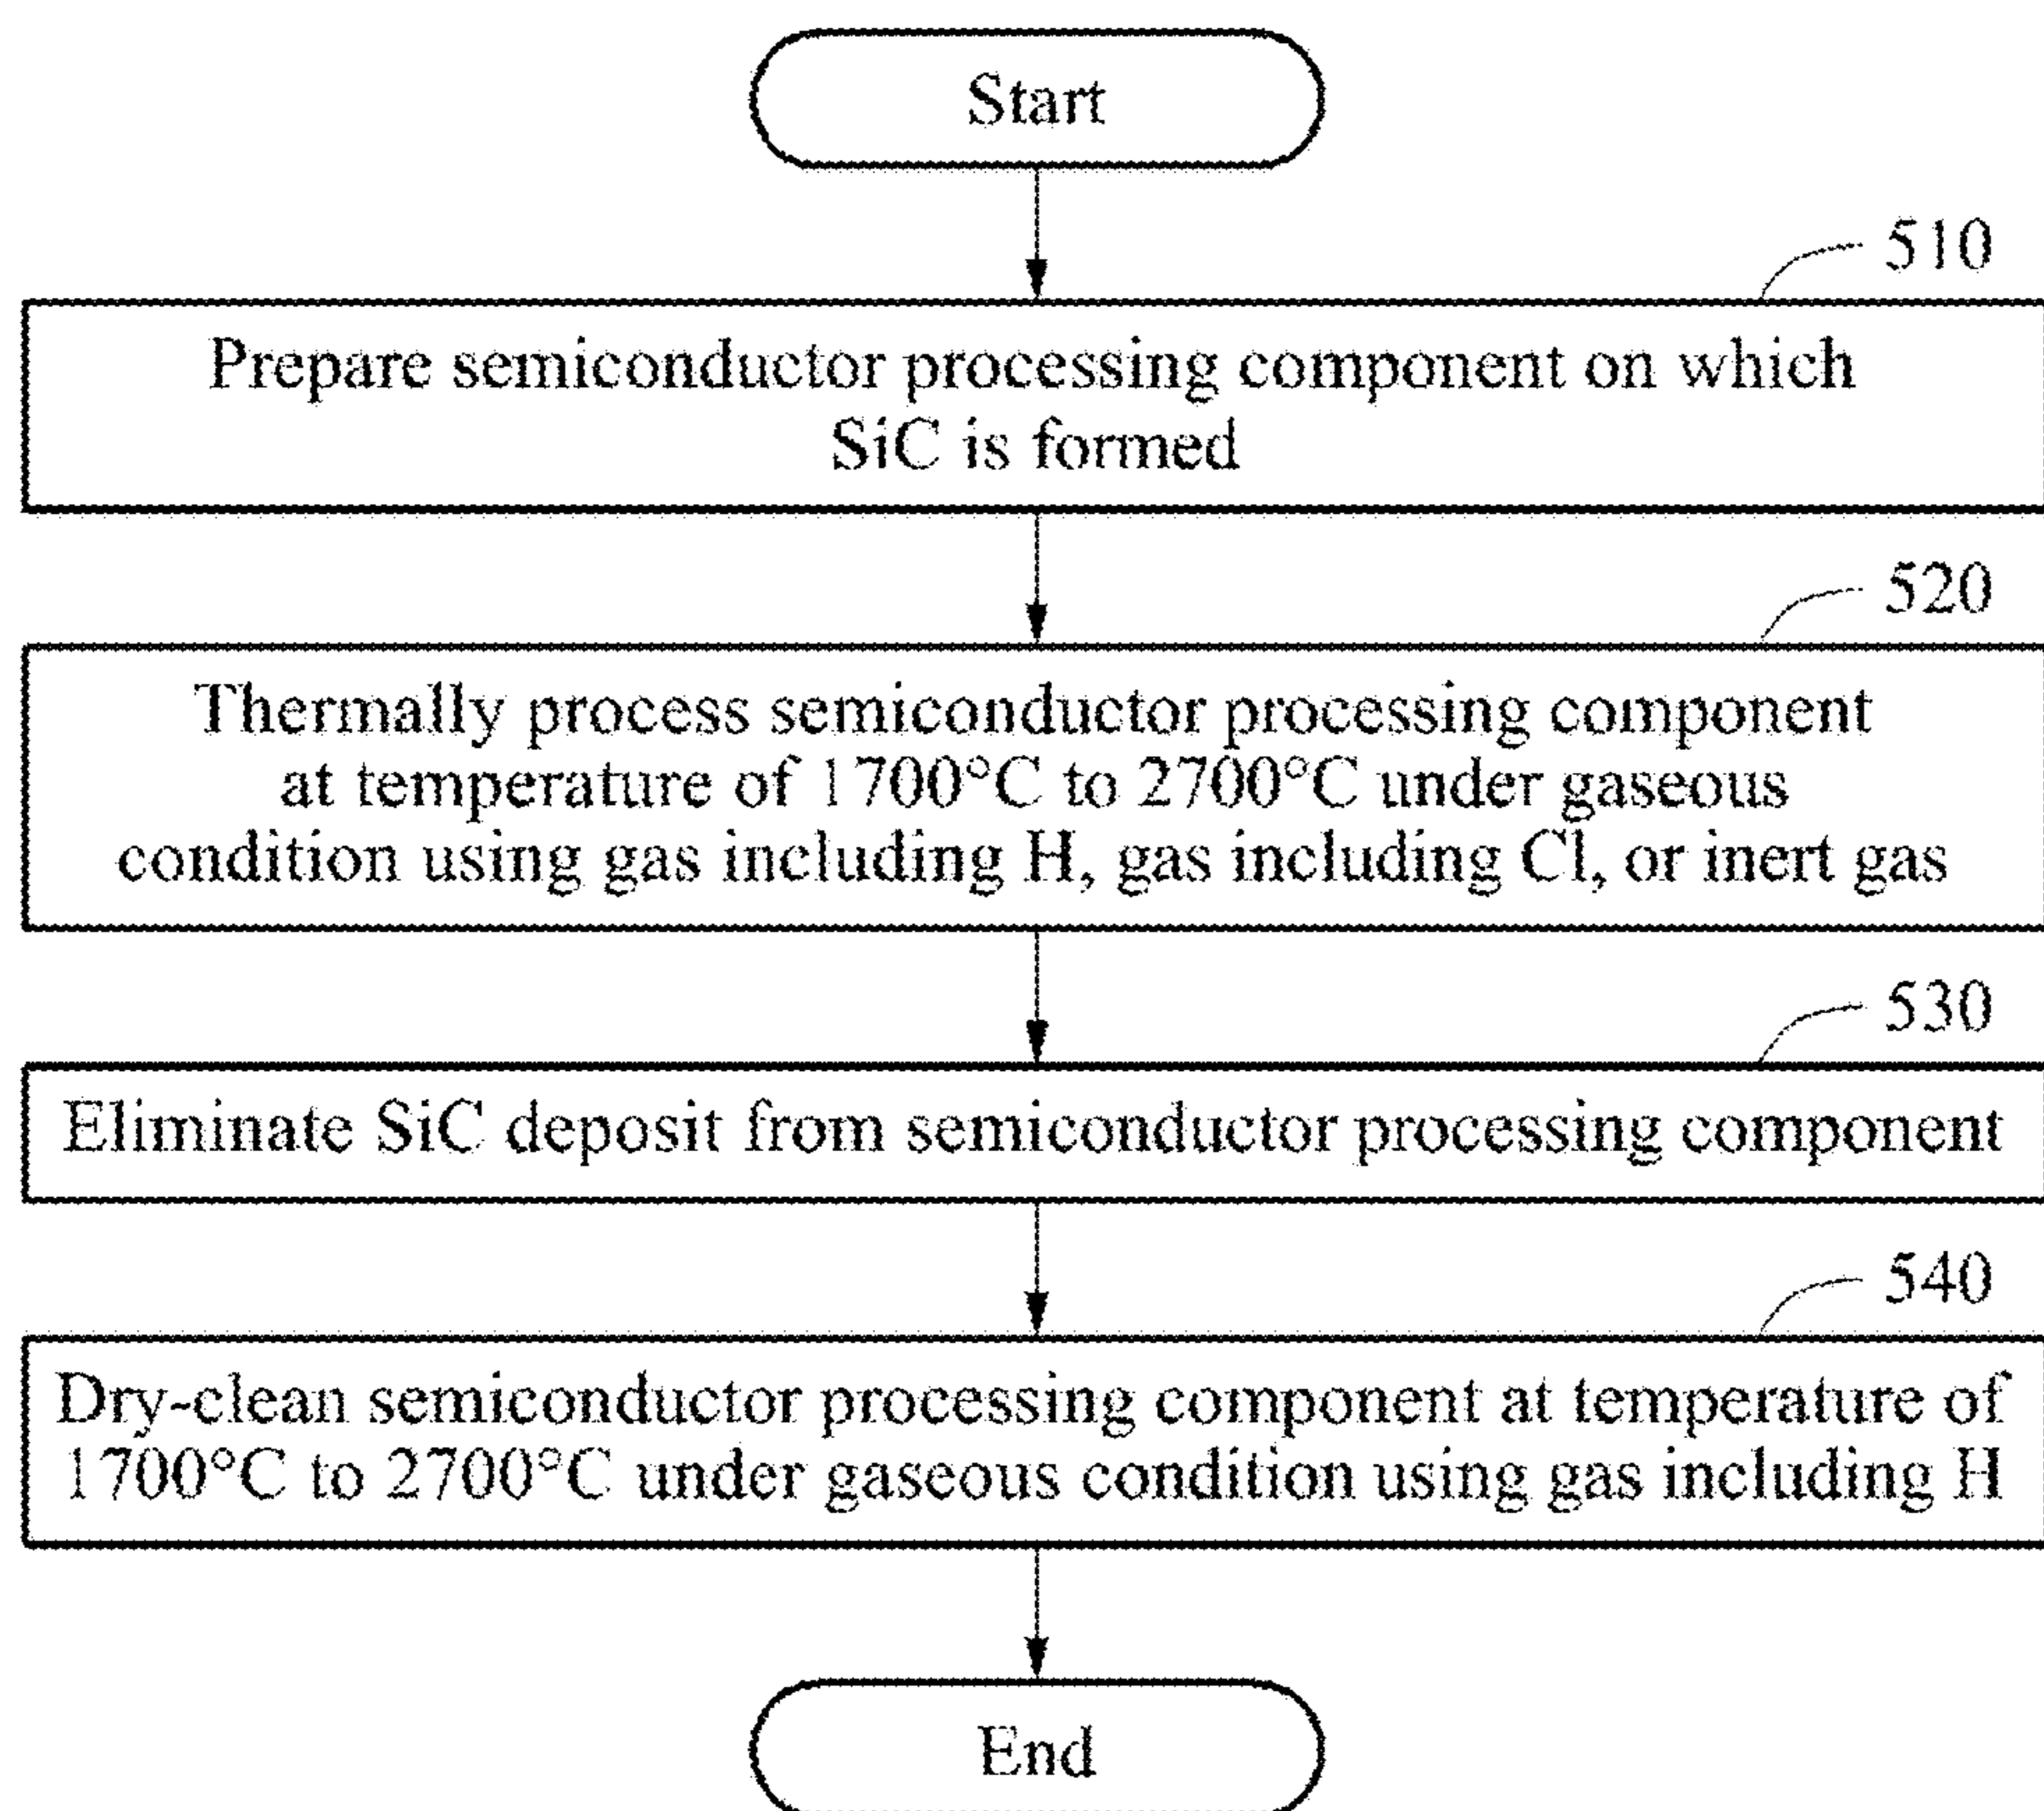 Start
510
Prepare semiconductor processing component on which
SiC is formed
520
Thermally process semiconductor processing component
at temperature of 1700°C to 2700°C under gaseous
condition using gas including H, gas including Cl, or inert gas
530
Eliminate SiC deposit from semiconductor processing component
540
Dry-clean semiconductor processing component at temperature of
1700°C to 2700°C under gaseous condition using gas including H
End